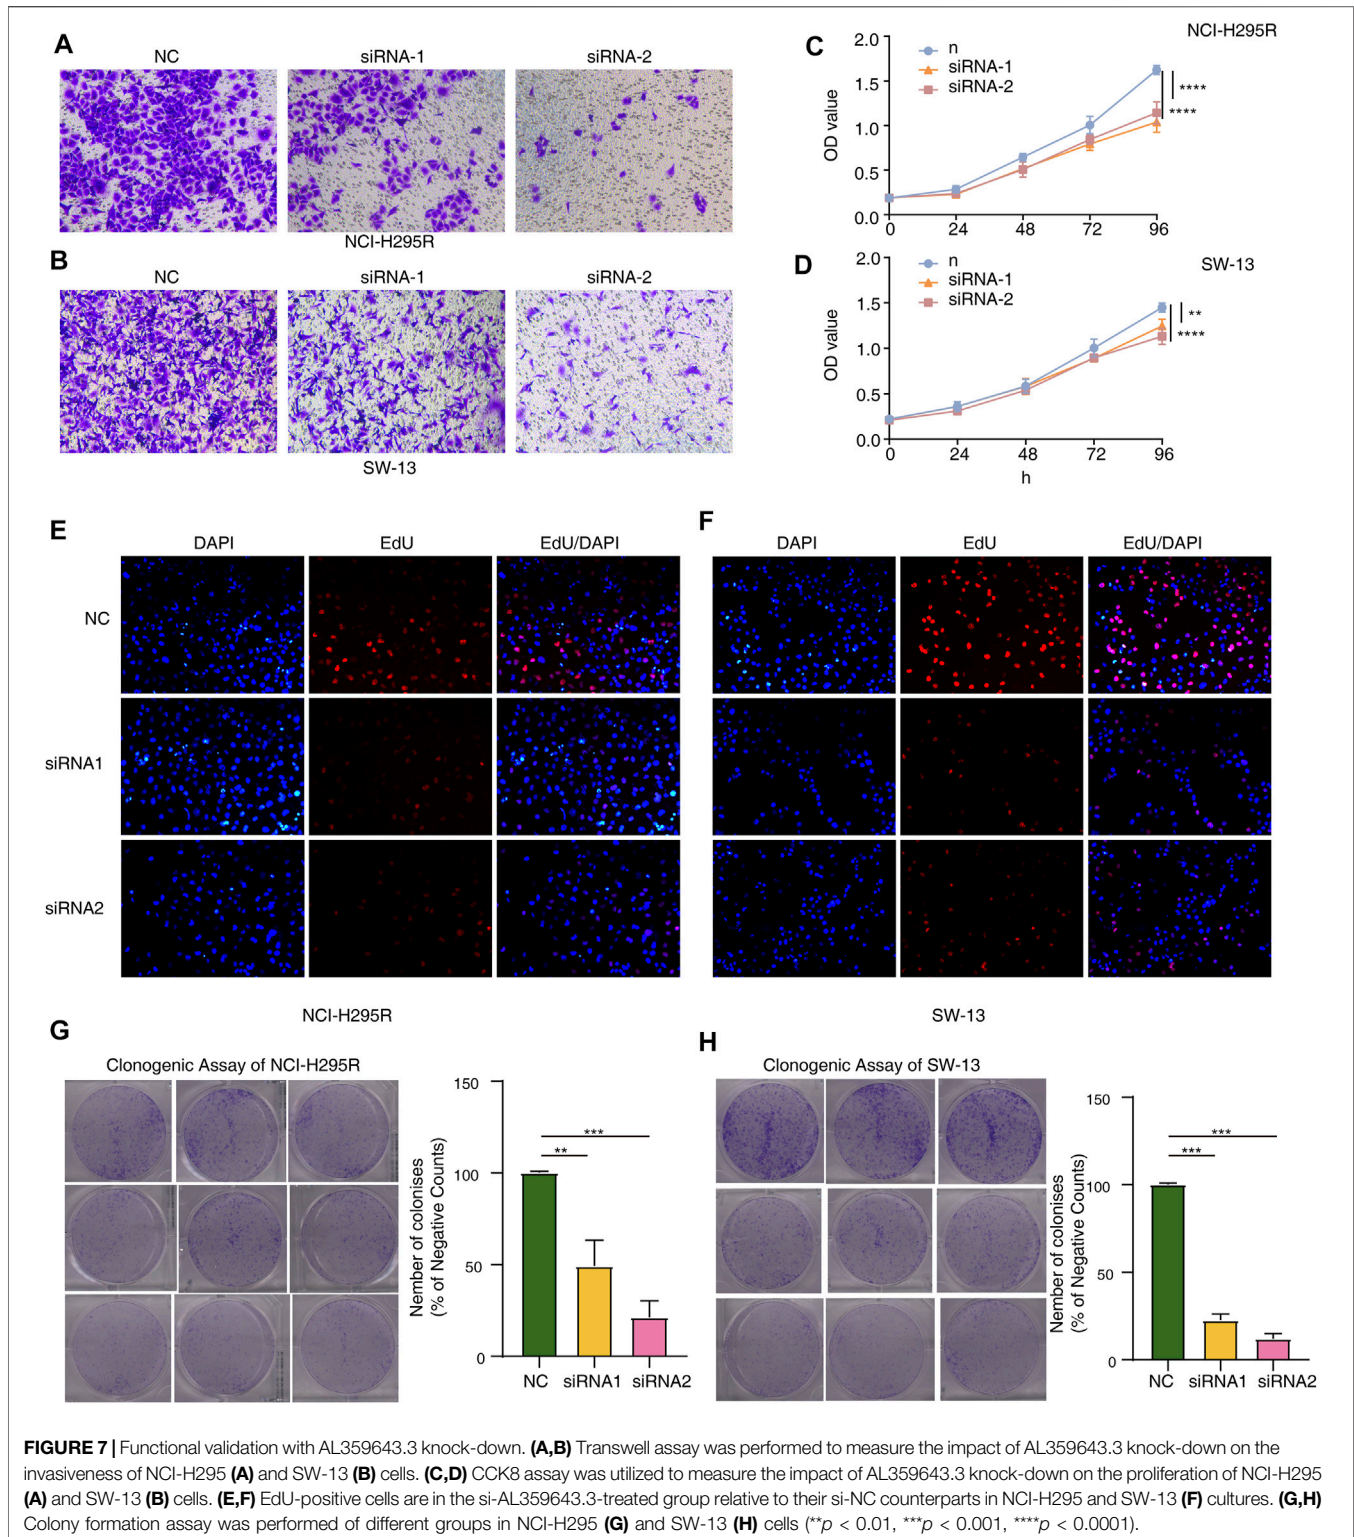 A
NC siRNA-1 siRNA-2
NCI-H295R
B
NC siRNA-1 siRNA-2
SW-13
C
NCI-H295R
2.0
1.5
1.0
0.5
0.0
OD value
n
siRNA-1
siRNA-2
****
****
0 24 48 72 96
D
SW-13
2.0
1.5
1.0
0.5
0.0
OD value
n
siRNA-1
siRNA-2
**
****
0 24 48 72 96
h
E
DAPI EdU EdU/DAPI
NC
siRNA1
siRNA2
NCI-H295R
F
DAPI EdU EdU/DAPI
SW-13
G
Clonogenic Assay of NCI-H295R
Nember of colonises
(% of Negative Counts)
150
100
50
0
**
***
NC siRNA1 siRNA2
H
Clonogenic Assay of SW-13
Nember of colonises
(% of Negative Counts)
150
100
50
0
***
***
NC siRNA1 siRNA2
FIGURE 7 | Functional validation with AL359643.3 knock-down. (A,B) Transwell assay was performed to measure the impact of AL359643.3 knock-down on the
invasiveness of NCI-H295 (A) and SW-13 (B) cells. (C,D) CCK8 assay was utilized to measure the impact of AL359643.3 knock-down on the proliferation of NCI-H295
(A) and SW-13 (B) cells. (E,F) EdU-positive cells are in the si-AL359643.3-treated group relative to their si-NC counterparts in NCI-H295 and SW-13 (F) cultures. (G,H)
Colony formation assay was performed of different groups in NCI-H295 (G) and SW-13 (H) cells (**p < 0.01, ***p < 0.001, ****p < 0.0001).